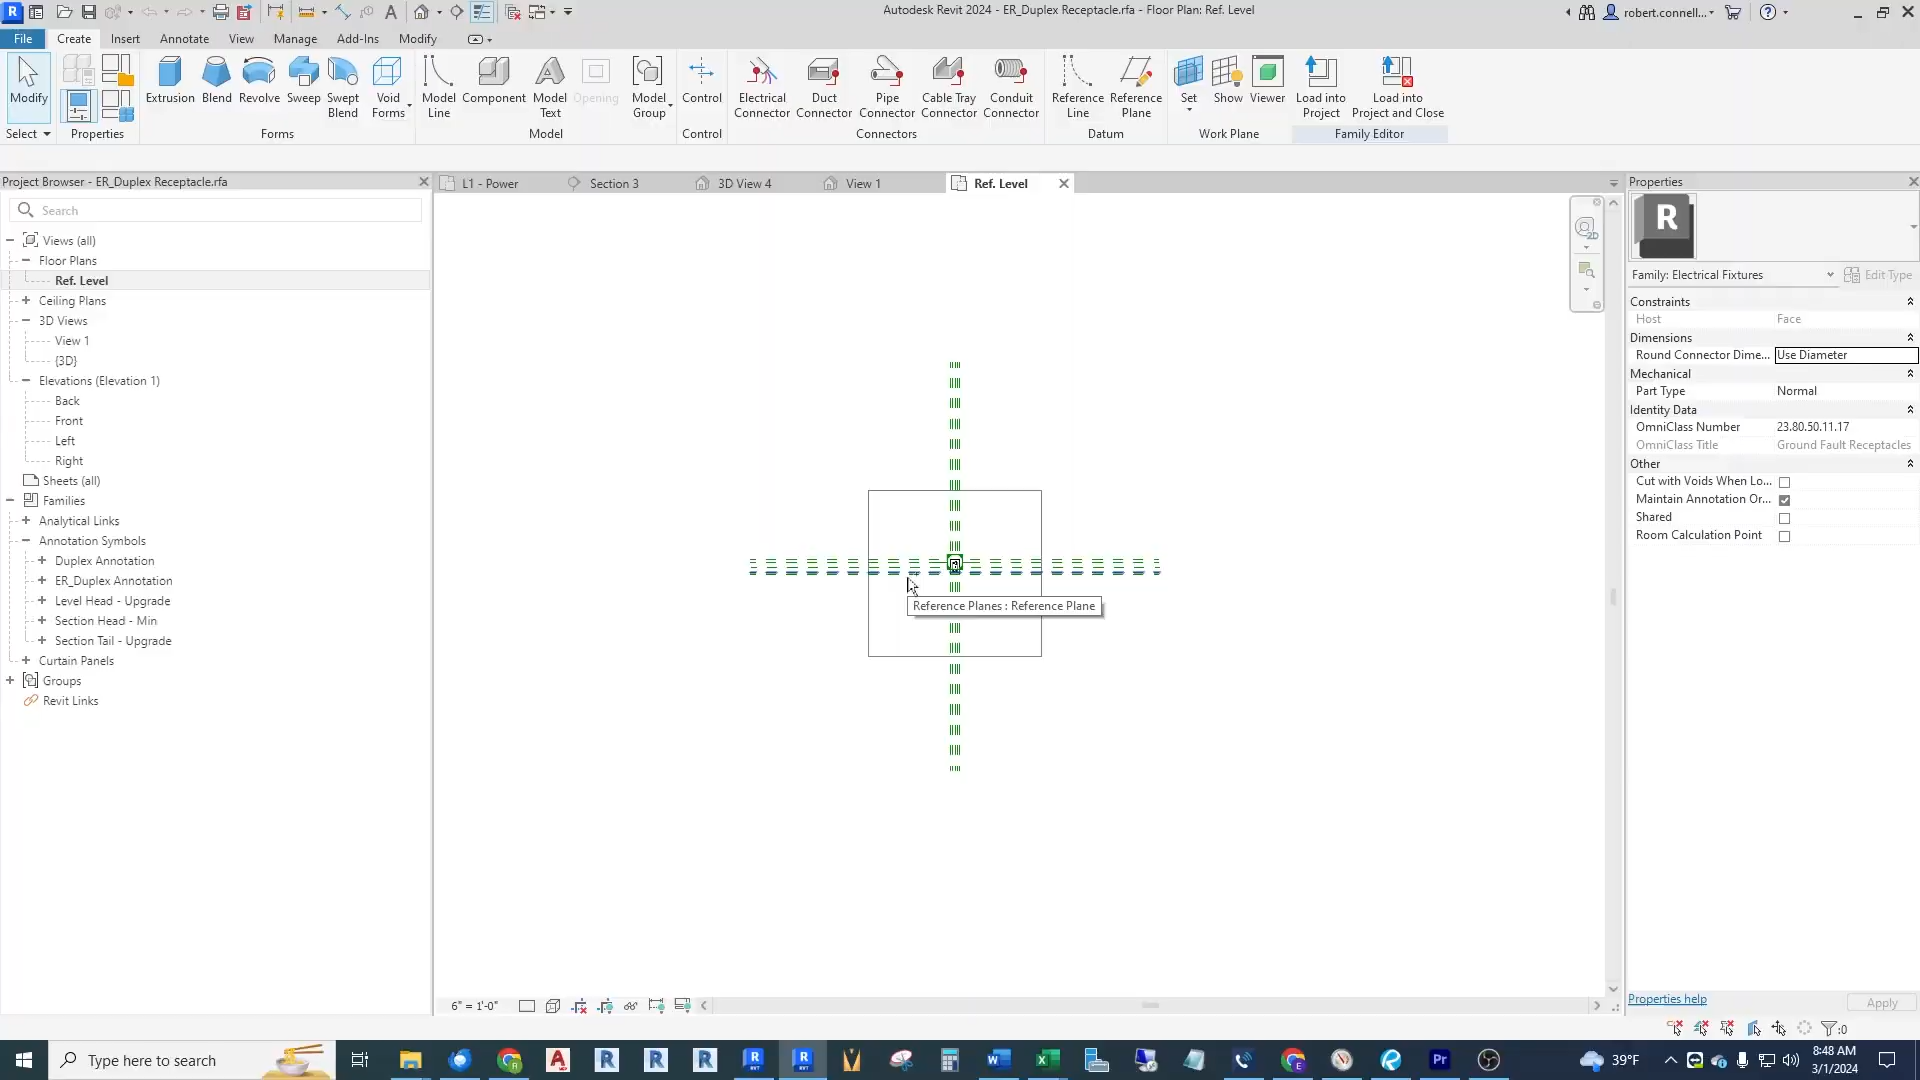 Autodesk Revit 2024 - ER_Duplex Receptacle.rfa - Floor Plan: Ref. Level
robert.connell...
File
Create
Insert
Annotate
View
Manage
Add-Ins
Modify
Modify
Extrusion
Blend
Revolve
Sweep
Swept Blend
Void Forms
Model Line
Component
Model Text
Opening
Model Group
Control
Electrical Connector
Duct Connector
Pipe Connector
Cable Tray Connector
Conduit Connector
Reference Line
Reference Plane
Set
Show
Viewer
Load into Project
Load into Project and Close
Select
Properties
Forms
Model
Control
Connectors
Datum
Work Plane
Family Editor
Project Browser - ER_Duplex Receptacle.rfa
Search
Views (all)
Floor Plans
Ref. Level
Ceiling Plans
3D Views
View 1
{3D}
Elevations (Elevation 1)
Back
Front
Left
Right
Sheets (all)
Families
Analytical Links
Annotation Symbols
Duplex Annotation
ER_Duplex Annotation
Level Head - Upgrade
Section Head - Min
Section Tail - Upgrade
Curtain Panels
Groups
Revit Links
L1 - Power
Section 3
3D View 4
View 1
Ref. Level
2D
Reference Planes : Reference Plane
6" = 1'-0"
Properties
R
Family: Electrical Fixtures
Edit Type
Constraints
Host Face
Dimensions
Round Connector Dime... Use Diameter
Mechanical
Part Type Normal
Identity Data
OmniClass Number 23.80.50.11.17
OmniClass Title Ground Fault Receptacles
Other
Cut with Voids When Lo...
Maintain Annotation Or...
Shared
Room Calculation Point
Properties help
Apply
:0
Type here to search
39°F
8:48 AM
3/1/2024